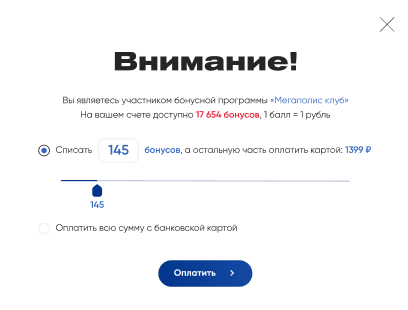 Внимание!
Вы являетесь участником бонусной программы «Мегаполис клуб»
На вашем счете доступно 17 654 бонусов, 1 балл = 1 рубль
Списать 145 бонусов, а остальную часть оплатить картой: 1399 ₽
145
Оплатить всю сумму с банковской картой
Оплатить